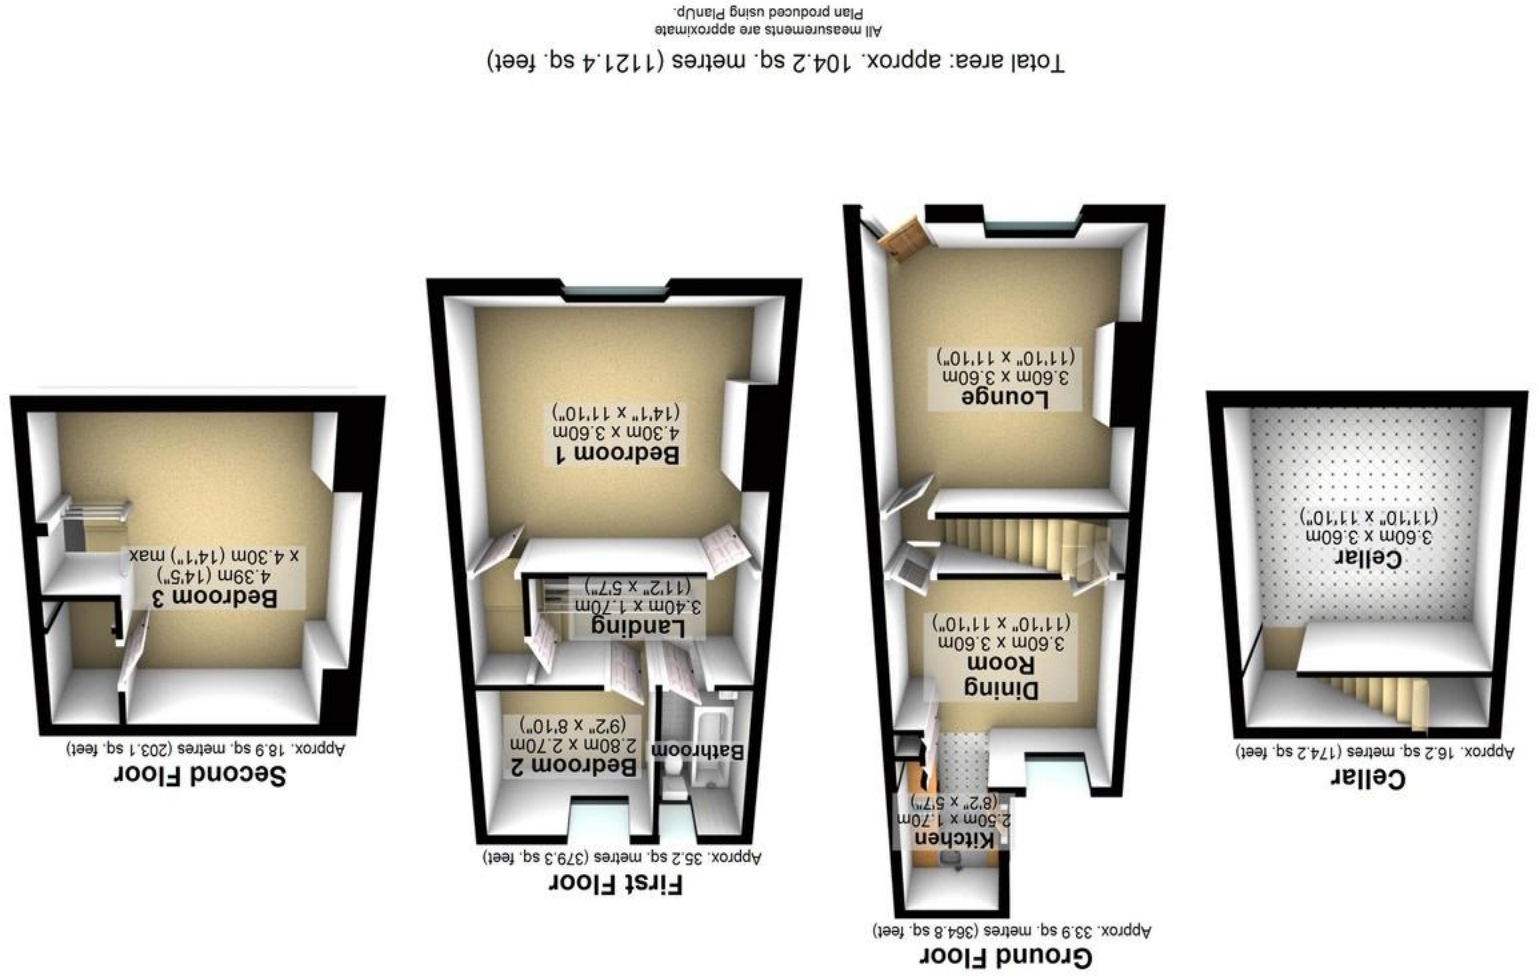 Cellar
Approx. 16.2 sq. metres (174.2 sq. feet)
Cellar
3.60m x 3.60m
(11'10" x 11'10")
Ground Floor
Approx. 33.9 sq. metres (364.8 sq. feet)
Kitchen
2.50m x 1.70m
(8'2" x 5'7")
Dining
Room
3.60m x 3.60m
(11'10" x 11'10")
Lounge
3.60m x 3.60m
(11'10" x 11'10")
First Floor
Approx. 35.2 sq. metres (379.3 sq. feet)
Bathroom
Bedroom 2
2.80m x 2.70m
(9'2" x 8'10")
Landing
3.40m x 1.70m
(11'2" x 5'7")
Bedroom 1
4.30m x 3.60m
(14'1" x 11'10")
Second Floor
Approx. 18.9 sq. metres (203.1 sq. feet)
Bedroom 3
4.39m (14'5")
x 4.30m (14'1") max
Total area: approx. 104.2 sq. metres (1121.4 sq. feet)
All measurements are approximate
Plan produced using PlanUp.